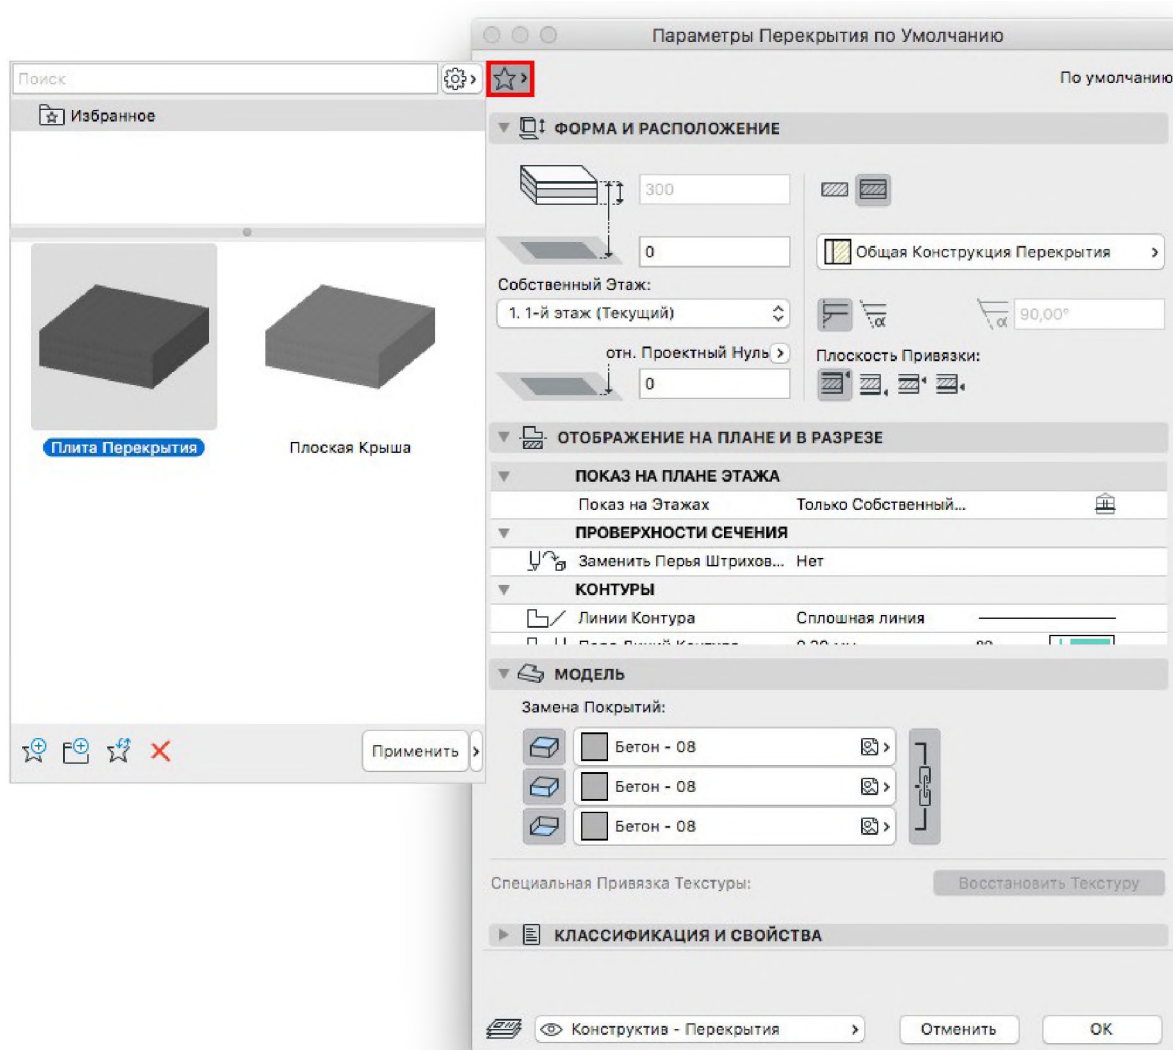 Параметры Перекрытия по Умолчанию
Поиск
По умолчанию
Избранное
ФОРМА И РАСПОЛОЖЕНИЕ
300
0
Общая Конструкция Перекрытия
Собственный Этаж:
1. 1-й этаж (Текущий)
α
α
90,00°
отн. Проектный Нуль
Плоскость Привязки:
0
Плита Перекрытия
Плоская Крыша
ОТОБРАЖЕНИЕ НА ПЛАНЕ И В РАЗРЕЗЕ
ПОКАЗ НА ПЛАНЕ ЭТАЖА
Показ на Этажах
Только Собственный...
ПРОВЕРХНОСТИ СЕЧЕНИЯ
Заменить Перья Штрихов...
Нет
КОНТУРЫ
Линии Контура
Сплошная линия
МОДЕЛЬ
Замена Покрытий:
Бетон - 08
Бетон - 08
Бетон - 08
Применить
Специальная Привязка Текстуры:
Восстановить Текстуру
КЛАССИФИКАЦИЯ И СВОЙСТВА
Конструктив - Перекрытия
Отменить
OK